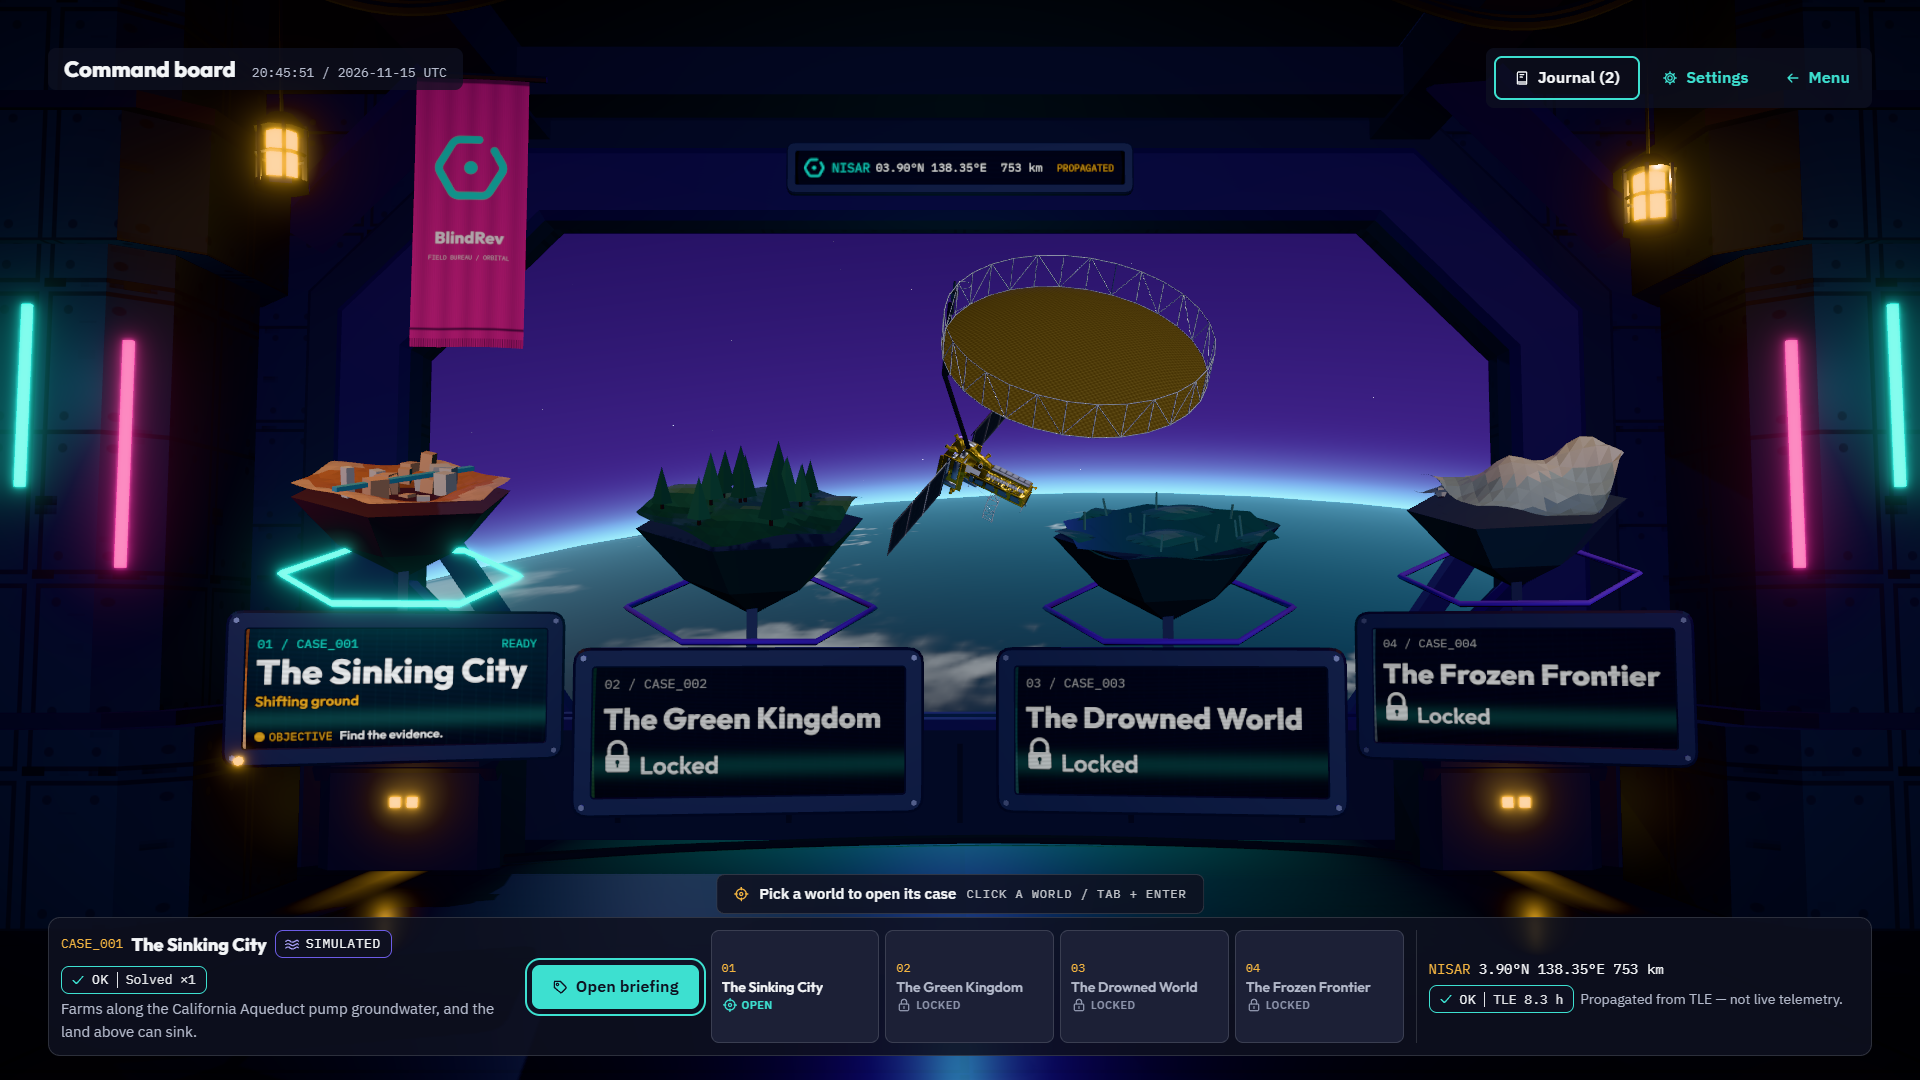 Command board 20:45:51 / 2026-11-15 UTC
Journal (2) Settings Menu
NISAR 03.90°N 138.35°E 753 km PROPAGATED
BlindRev
FIELD BUREAU / ORBITAL
01 / CASE_001 READY
The Sinking City
Shifting ground
OBJECTIVE Find the evidence.
02 / CASE_002
The Green Kingdom
Locked
03 / CASE_003
The Drowned World
Locked
04 / CASE_004
The Frozen Frontier
Locked
Pick a world to open its case CLICK A WORLD / TAB + ENTER
CASE_001 The Sinking City SIMULATED
OK | Solved ×1
Farms along the California Aqueduct pump groundwater, and the
land above can sink.
Open briefing
01
The Sinking City
OPEN
02
The Green Kingdom
LOCKED
03
The Drowned World
LOCKED
04
The Frozen Frontier
LOCKED
NISAR 3.90°N 138.35°E 753 km
OK | TLE 8.3 h Propagated from TLE — not live telemetry.